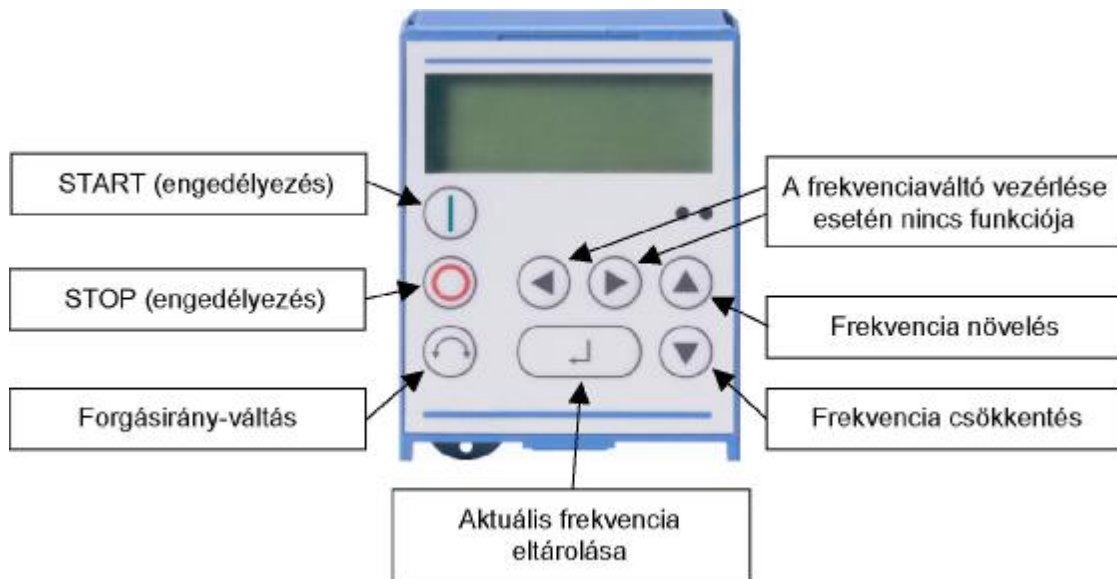 START (engedélyezés)
A frekvenciaváltó vezérlése
esetén nincs funkciója
STOP (engedélyezés)
Frekvencia növelés
Forgásirány-váltás
Frekvencia csökkentés
Aktuális frekvencia
eltárolása